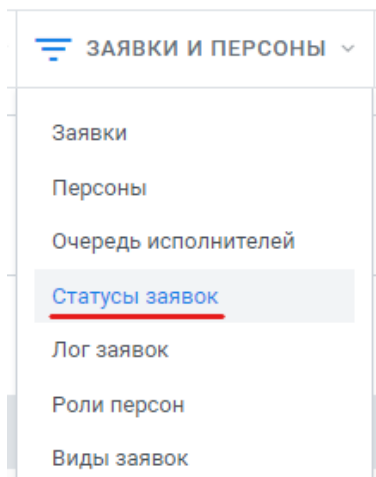 ЗАЯВКИ И ПЕРСОНЫ
Заявки
Персоны
Очередь исполнителей
Статусы заявок
Лог заявок
Роли персон
Виды заявок